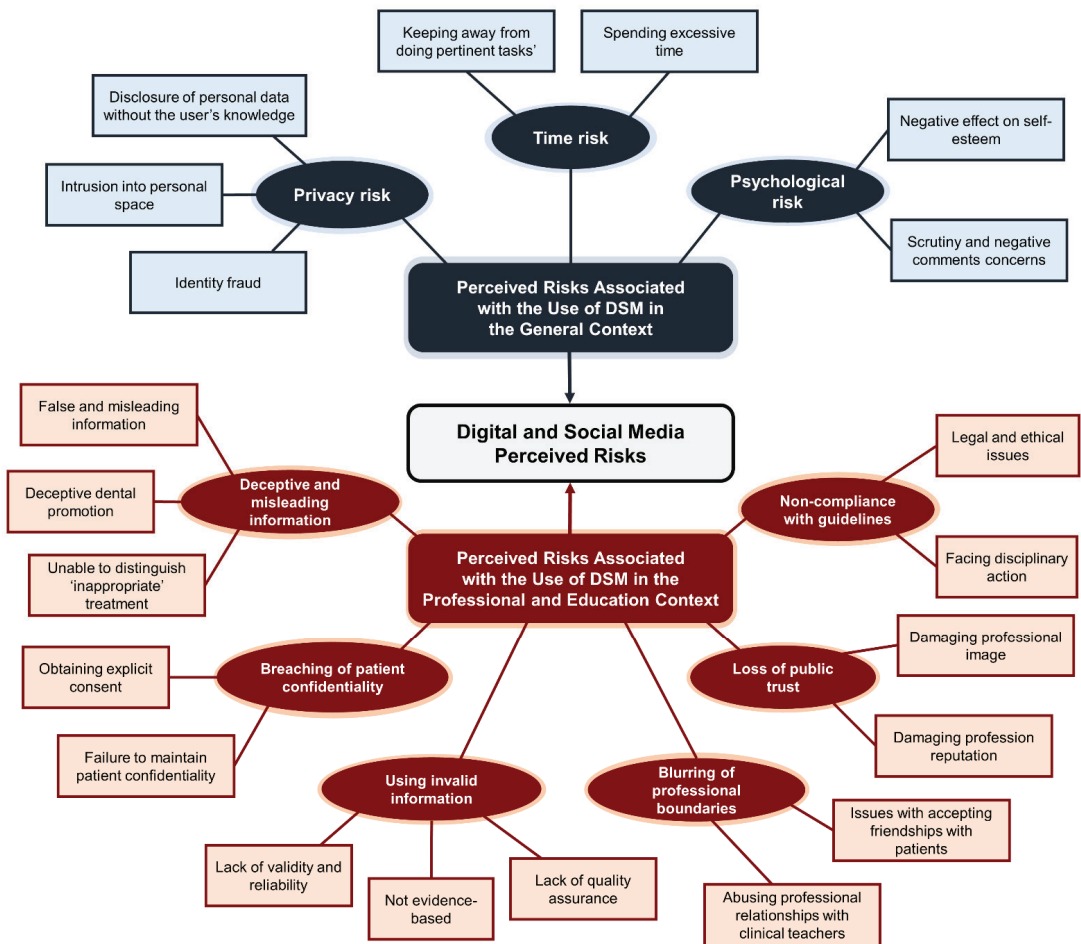 Keeping away from
doing pertinent tasks’
Spending excessive
time
Disclosure of personal data
without the user’s knowledge
Time risk
Negative effect on self-
esteem
Intrusion into personal
space
Privacy risk
Psychological
risk
Identity fraud
Scrutiny and negative
comments concerns
Perceived Risks Associated
with the Use of DSM in
the General Context
Digital and Social Media
Perceived Risks
False and misleading
information
Legal and ethical
issues
Deceptive dental
promotion
Deceptive and
misleading
information
Non-compliance
with guidelines
Unable to distinguish
‘inappropriate’
treatment
Facing disciplinary
action
Perceived Risks Associated
with the Use of DSM in the
Professional and Education Context
Obtaining explicit
consent
Breaching of patient
confidentiality
Loss of public
trust
Damaging professional
image
Failure to maintain
patient confidentiality
Damaging profession
reputation
Using invalid
information
Blurring of
professional
boundaries
Issues with accepting
friendships with
patients
Lack of validity and
reliability
Not evidence-
based
Lack of quality
assurance
Abusing professional
relationships with
clinical teachers